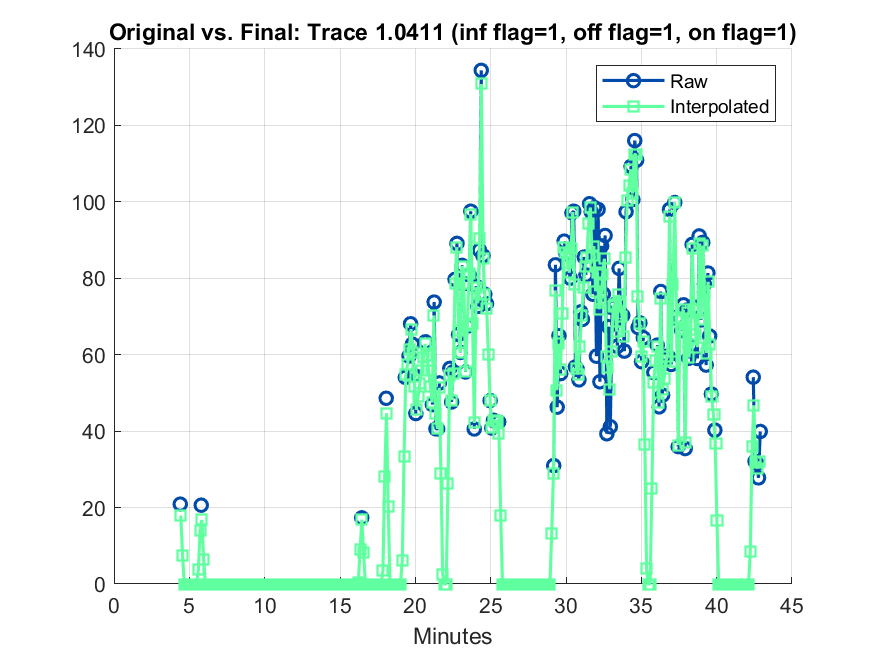 Original vs. Final: Trace 1.0411 (inf flag=1, off flag=1, on flag=1)
140
120
100
80
60
40
20
0
Raw
Interpolated
0 5 10 15 20 25 30 35 40 45
Minutes